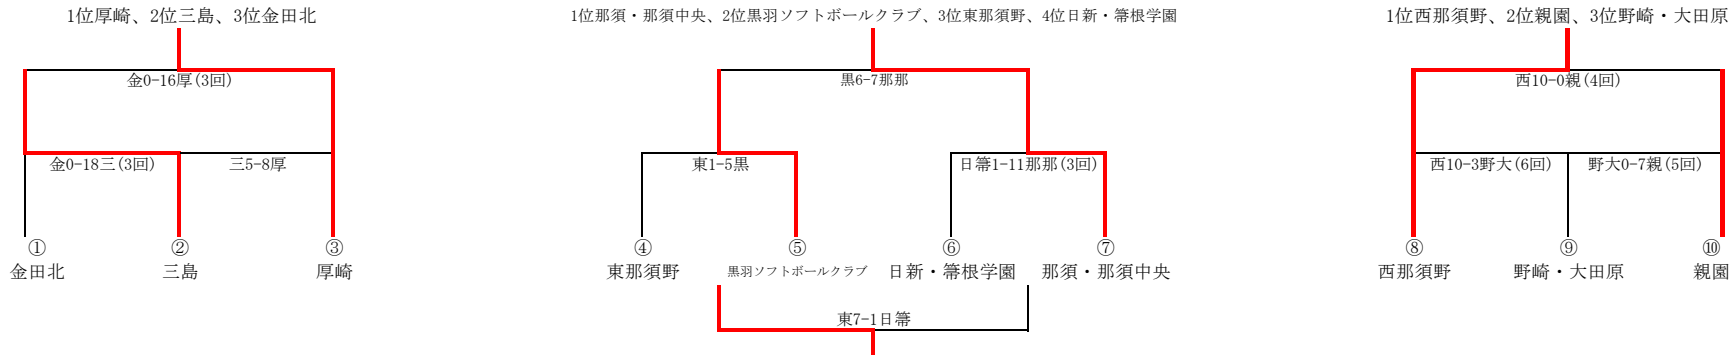 1位厚崎、2位三島、3位金田北
1位那須・那須中央、2位黒羽ソフトボールクラブ、3位東那須野、4位日新・箒根学園
1位西那須野、2位親園、3位野崎・大田原
金0-16厚(3回)
黒6-7那那
西10-0親(4回)
金0-18三(3回)
三5-8厚
東1-5黒
日箒1-11那那(3回)
西10-3野大(6回)
野大0-7親(5回)
①
②
③
④
⑤
⑥
⑦
⑧
⑨
⑩
金田北
三島
厚崎
東那須野
黒羽ソフトボールクラブ
日新・箒根学園
那須・那須中央
西那須野
野崎・大田原
親園
東7-1日箒